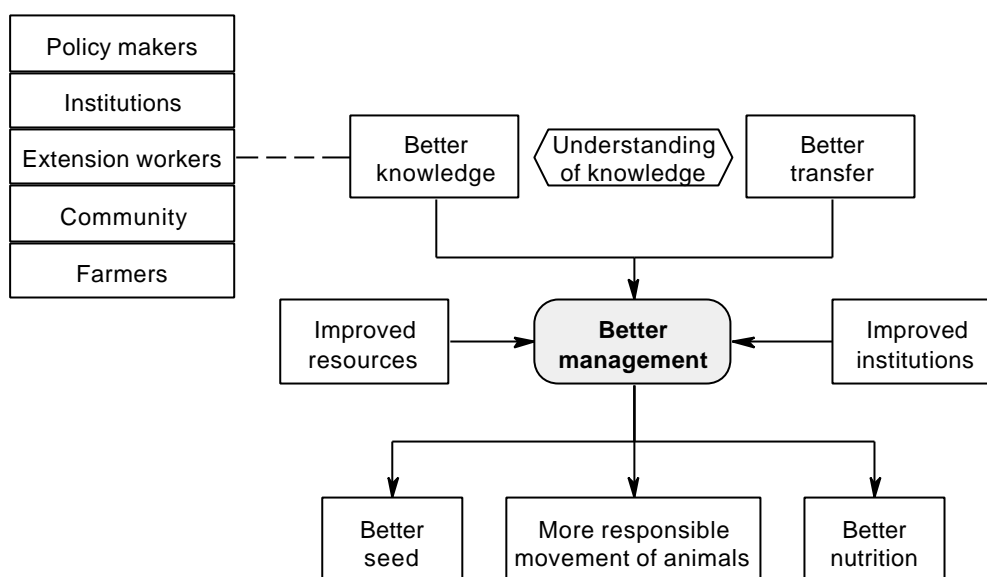 Policy makers
Institutions
Extension workers
Community
Farmers
Better
knowledge
Understanding
of knowledge
Better
transfer
Improved
resources
Better
management
Improved
institutions
Better
seed
More responsible
movement of animals
Better
nutrition